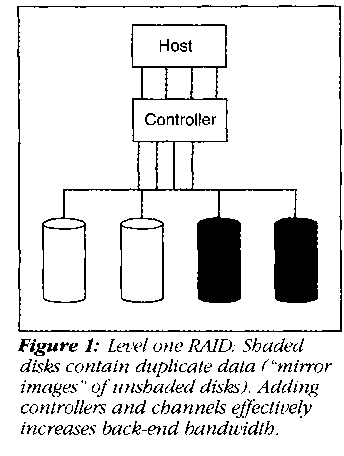 Host
Controller
Figure 1: Level one RAID: Shaded
disks contain duplicate data ("mirror
images" of unshaded disks). Adding
controllers and channels effectively
increases back-end bandwidth.